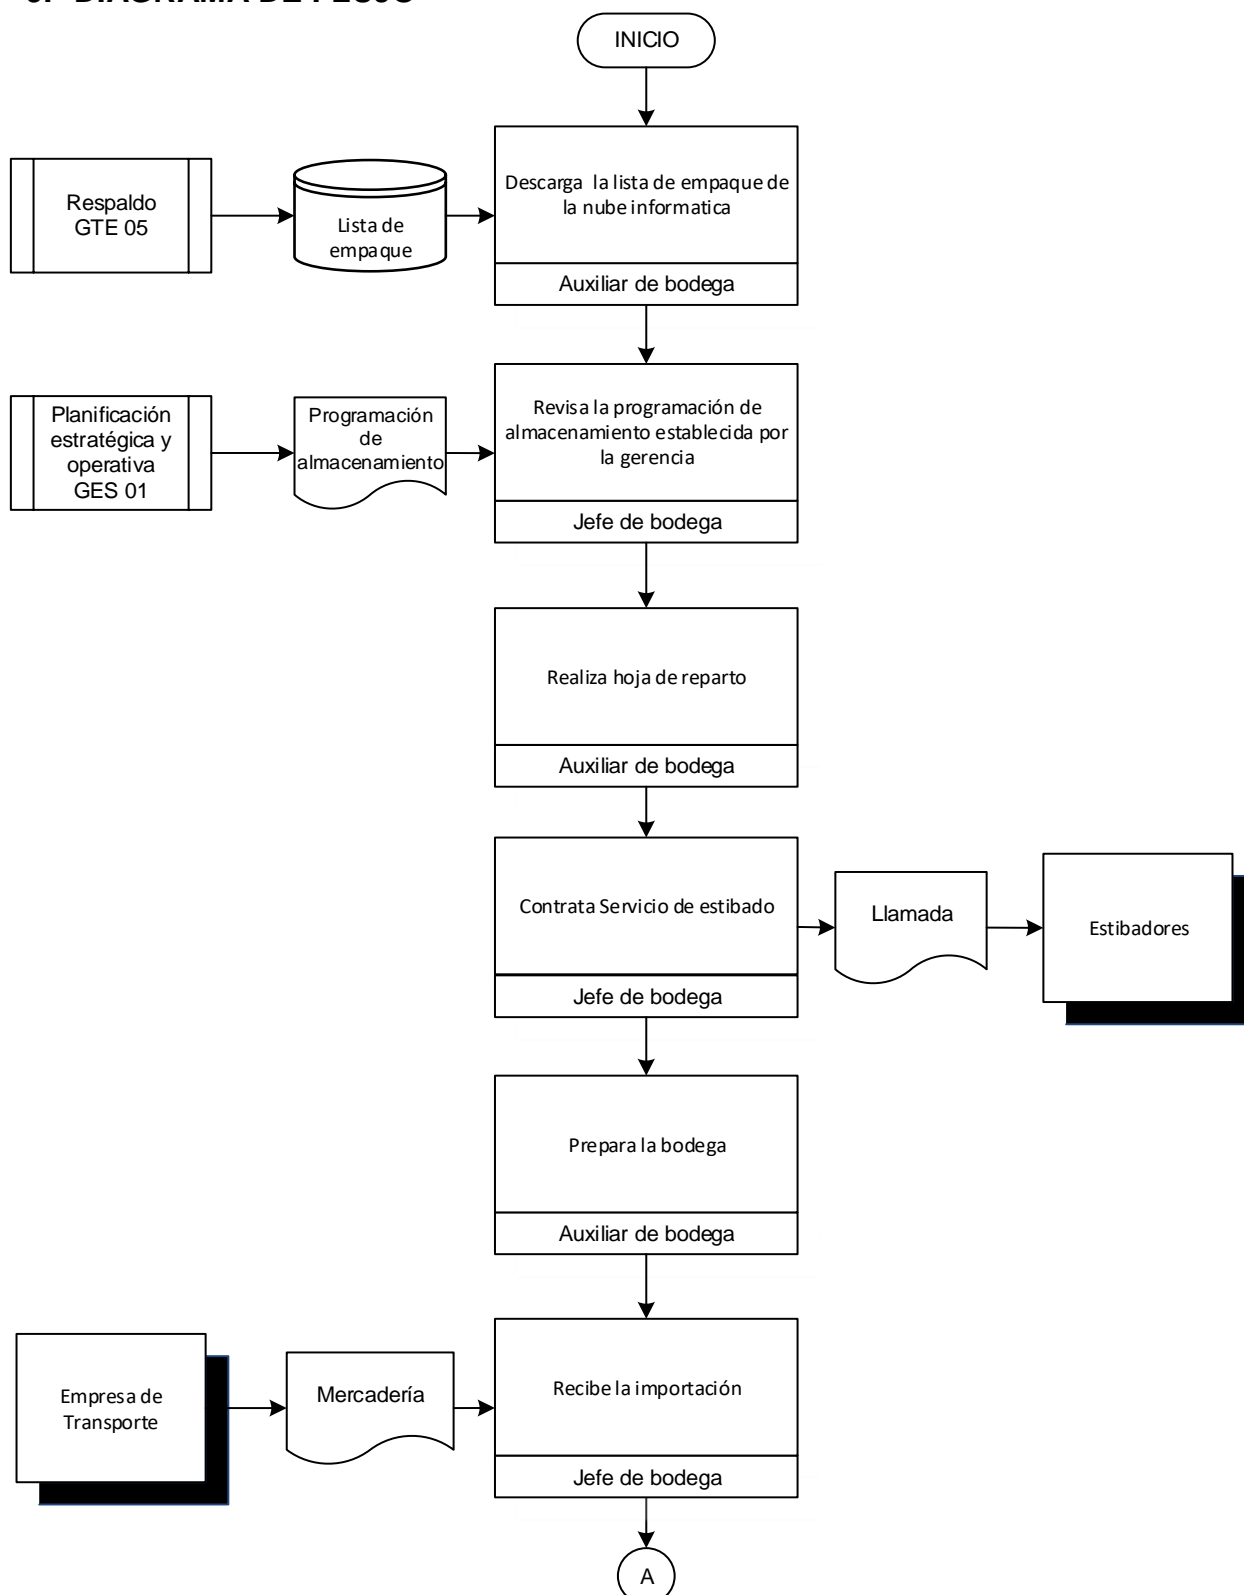 DIAGRAMA DE FLUJO
INICIO
Respaldo
GTE 05
Lista de
empaque
Descarga la lista de empaque de
la nube informatica
Auxiliar de bodega
Planificación
estratégica y
operativa
GES 01
Programación
de
almacenamiento
Revisa la programación de
almacenamiento establecida por
la gerencia
Jefe de bodega
Realiza hoja de reparto
Auxiliar de bodega
Contrata Servicio de estibado
Jefe de bodega
Llamada
Estibadores
Prepara la bodega
Auxiliar de bodega
Empresa de
Transporte
Mercadería
Recibe la importación
Jefe de bodega
A